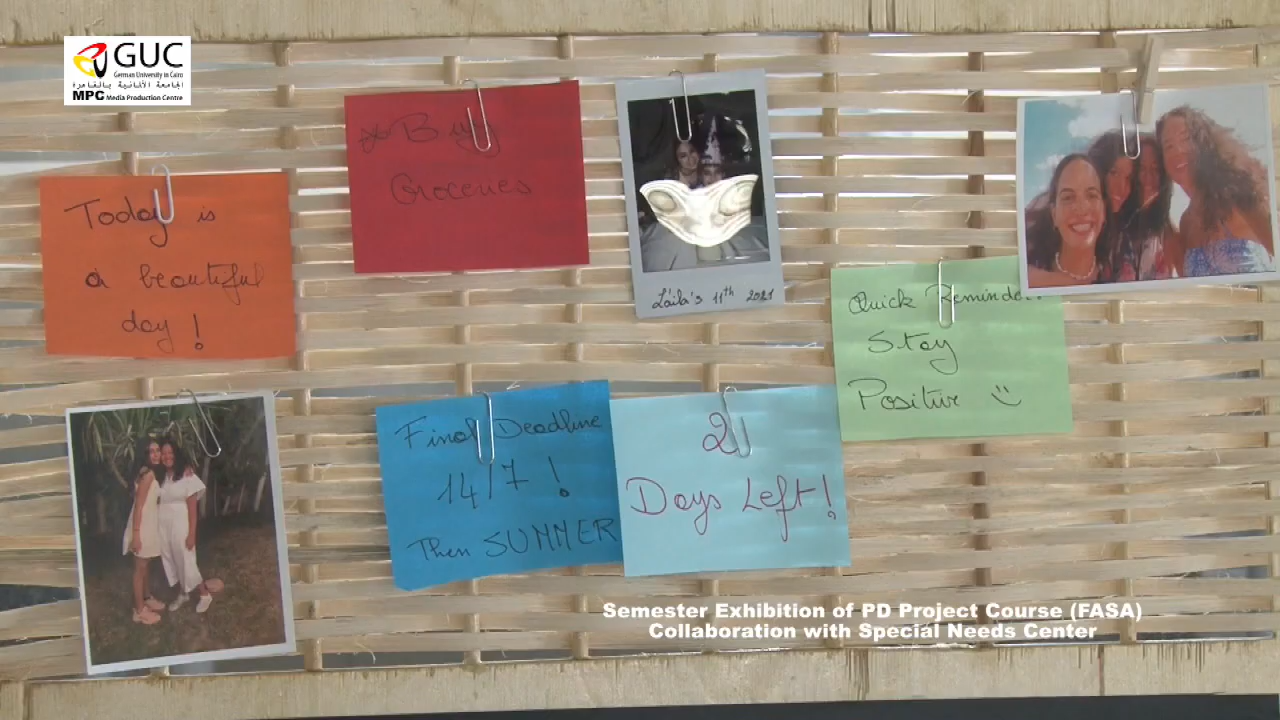 GUC
German University in Cairo
الجامعة الألمانية بالقاهرة
MPC Media Production Centre
Today is
a beautiful
day!
Buy
Groceries
Laila's 11th 2021
Quick Reminder
Stay
Positive
Final Deadline
14/7!
Then SUMMER
2
Days Left!
Semester Exhibition of PD Project Course (FASA)
Collaboration with Special Needs Center